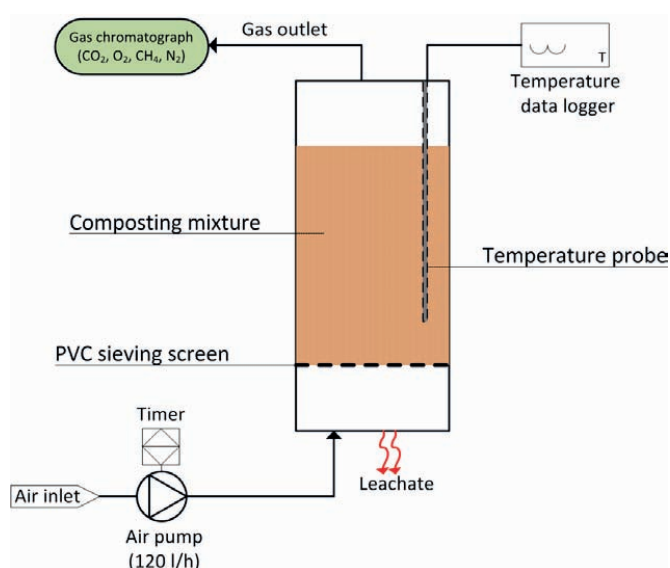 Gas chromatograph
(CO₂, O₂, CH₄, N₂)
Gas outlet
T
Temperature
data logger
Composting mixture
Temperature probe
PVC sieving screen
Timer
Air inlet
Leachate
Air pump
(120 l/h)